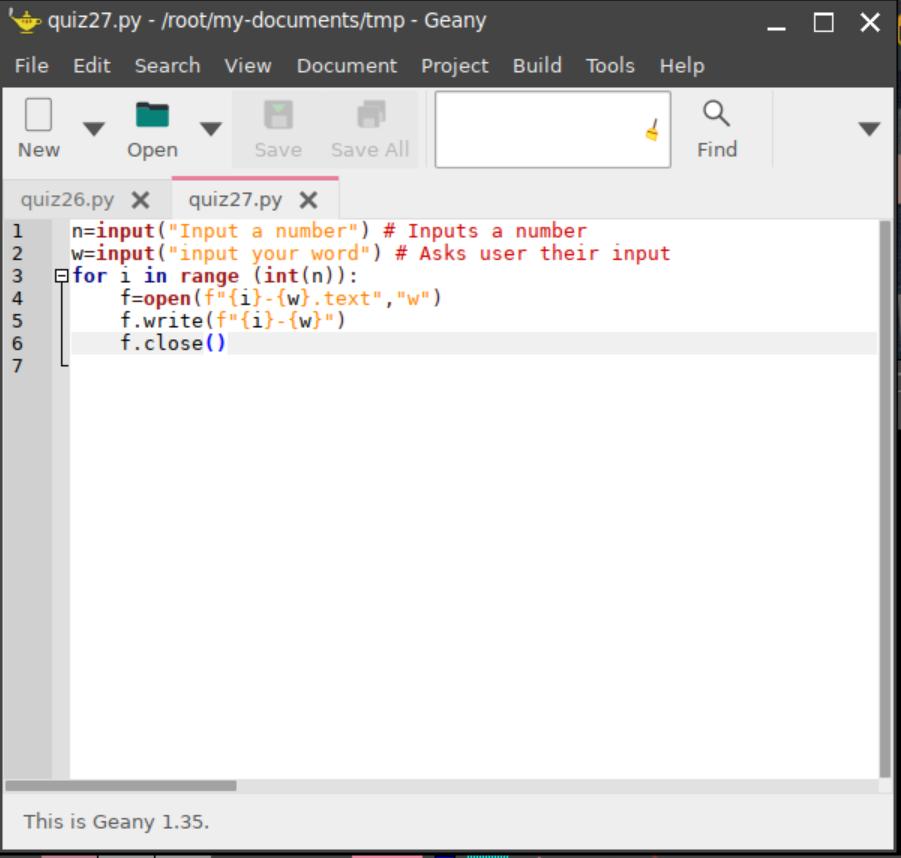 quiz27.py - /root/my-documents/tmp - Geany
File Edit Search View Document Project Build Tools Help
New Open Save Save All Find
quiz26.py quiz27.py
1 n=input("Input a number") # Inputs a number
2 w=input("input your word") # Asks user their input
3 for i in range (int(n)):
4     f=open(f"{i}-{w}.text","w")
5     f.write(f"{i}-{w}")
6     f.close()
7
This is Geany 1.35.